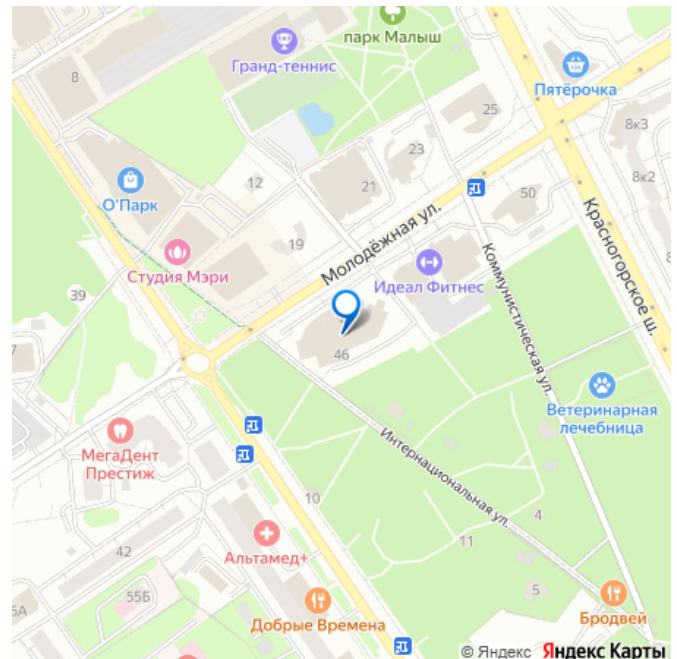 парк Малыш
Гранд-теннис
8
Пятёрочка
25
8к3
23
8к2
О'Парк
12
21
50
Молодёжная ул.
Красногорское ш.
19
Студия Мэри
Идеал Фитнес
Коммунистическая ул.
39
46
7
Ветеринарная
лечебница
МегаДент
Престиж
Интернациональная ул.
10
4
Альтамед+
42
11
55Б
5
Бродвей
Добрые Времена
© Яндекс Яндекс Карты